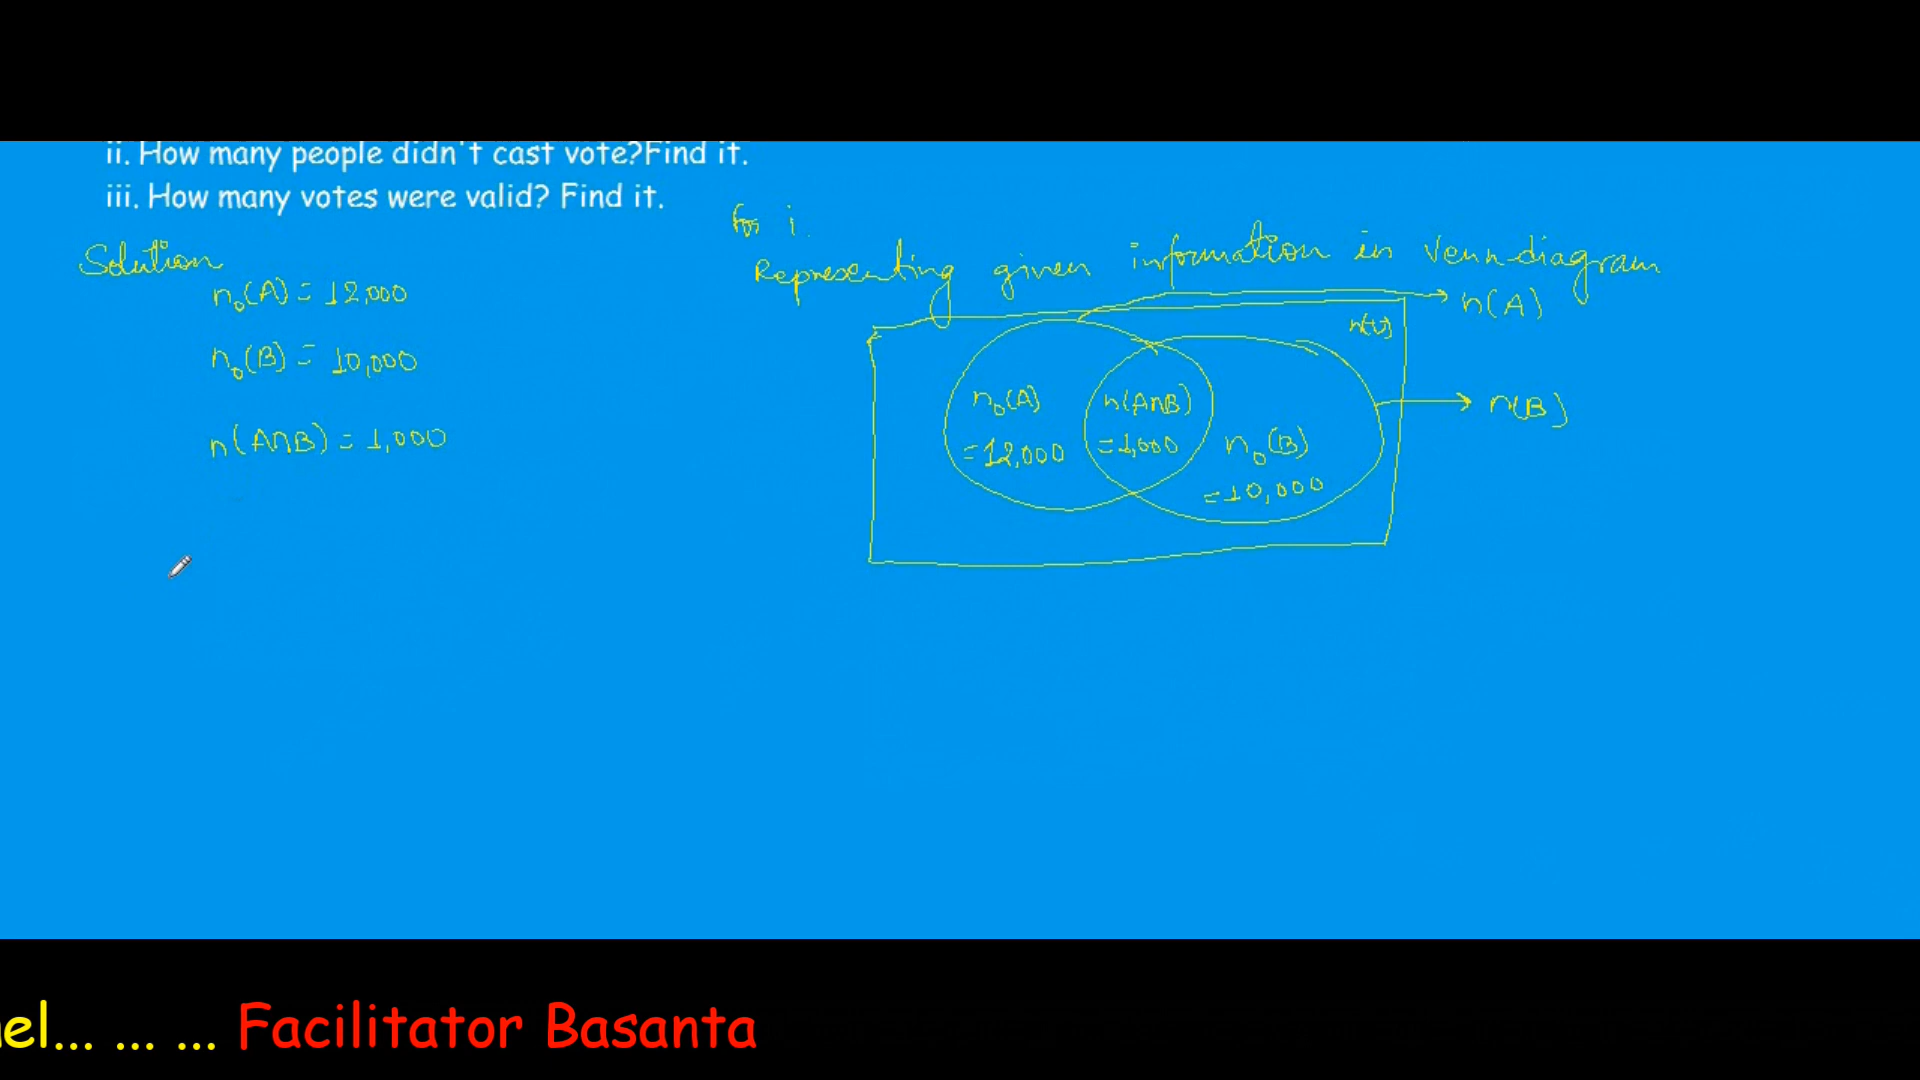 ii. How many people didn't cast vote?Find it.
iii. How many votes were valid? Find it.
for i.
Solution
Representing given information in Venn-diagram
n₀(A) = 12,000
n₀(B) = 10,000
n(A∩B) = 1,000
n(A)
n(U)
n(B)
n₀(A)
=12,000
n(A∩B)
=1,000
n₀(B)
=10,000
el... ... ... Facilitator Basanta